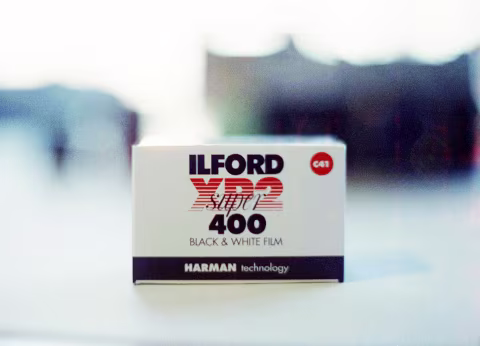 ILFORD
C41
XP2
super
400
BLACK & WHITE FILM
HARMAN technology